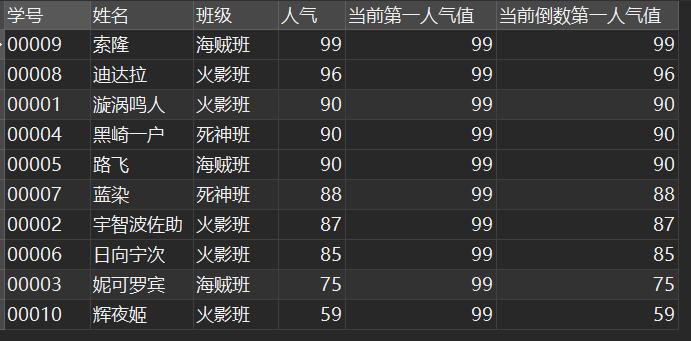 学号 姓名 班级 人气 当前第一人气值 当前倒数第一人气值
00009 索隆 海贼班 99 99 99
00008 迪达拉 火影班 96 99 96
00001 漩涡鸣人 火影班 90 99 90
00004 黑崎一户 死神班 90 99 90
00005 路飞 海贼班 90 99 90
00007 蓝染 死神班 88 99 88
00002 宇智波佐助 火影班 87 99 87
00006 日向宁次 火影班 85 99 85
00003 妮可罗宾 海贼班 75 99 75
00010 辉夜姬 火影班 59 99 59